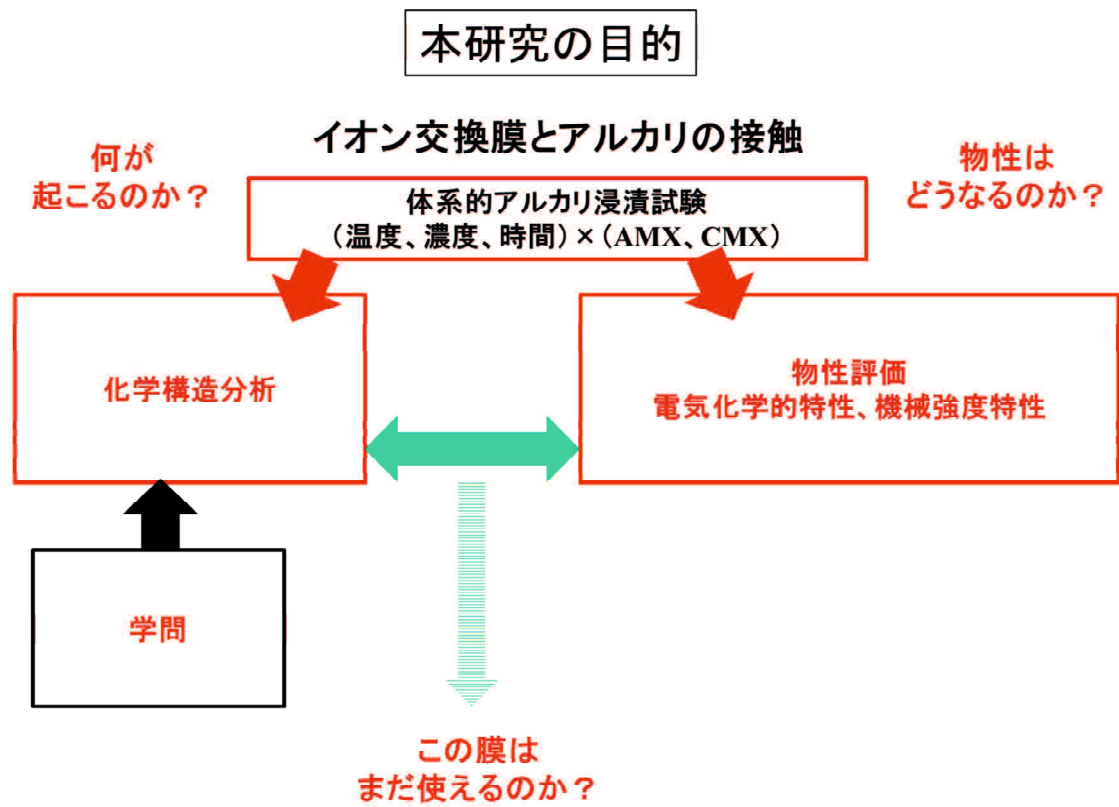 本研究の目的
イオン交換膜とアルカリの接触
何が
起こるのか？
物性は
どうなるのか？
体系的アルカリ浸漬試験
（温度、濃度、時間）×（AMX、CMX）
化学構造分析
物性評価
電気化学的特性、機械強度特性
学問
この膜は
まだ使えるのか？